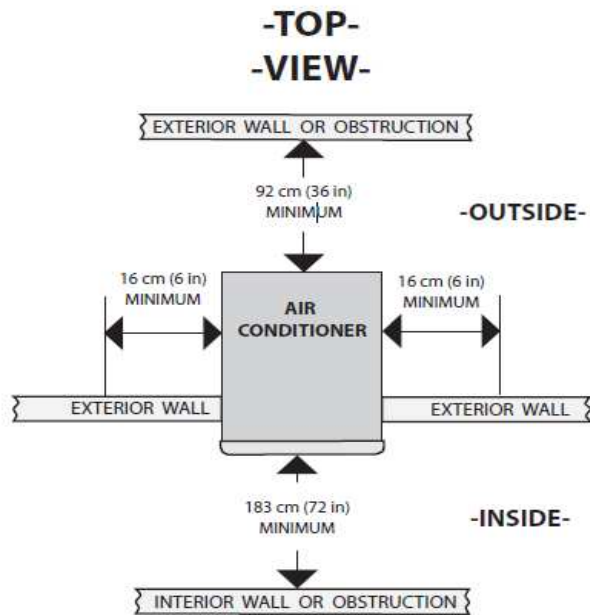 -TOP-
-VIEW-
EXTERIOR WALL OR OBSTRUCTION
92 cm (36 in)
MINIMUM
-OUTSIDE-
16 cm (6 in)
MINIMUM
16 cm (6 in)
MINIMUM
AIR
CONDITIONER
EXTERIOR WALL
EXTERIOR WALL
183 cm (72 in)
MINIMUM
-INSIDE-
INTERIOR WALL OR OBSTRUCTION